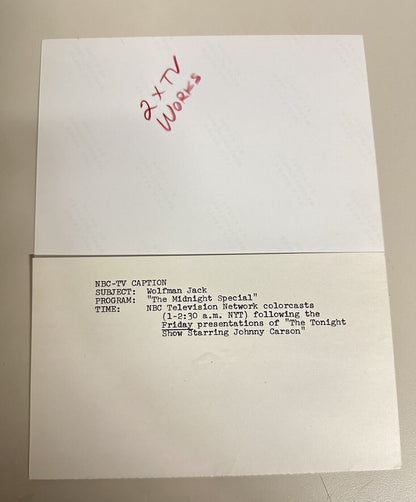 2 x TV
WORKS
NBC-TV CAPTION
SUBJECT: Wolfman Jack
PROGRAM: "The Midnight Special"
TIME: NBC Television Network colorcasts
(1-2:30 a.m. NYT) following the
Friday presentations of "The Tonight
Show Starring Johnny Carson"